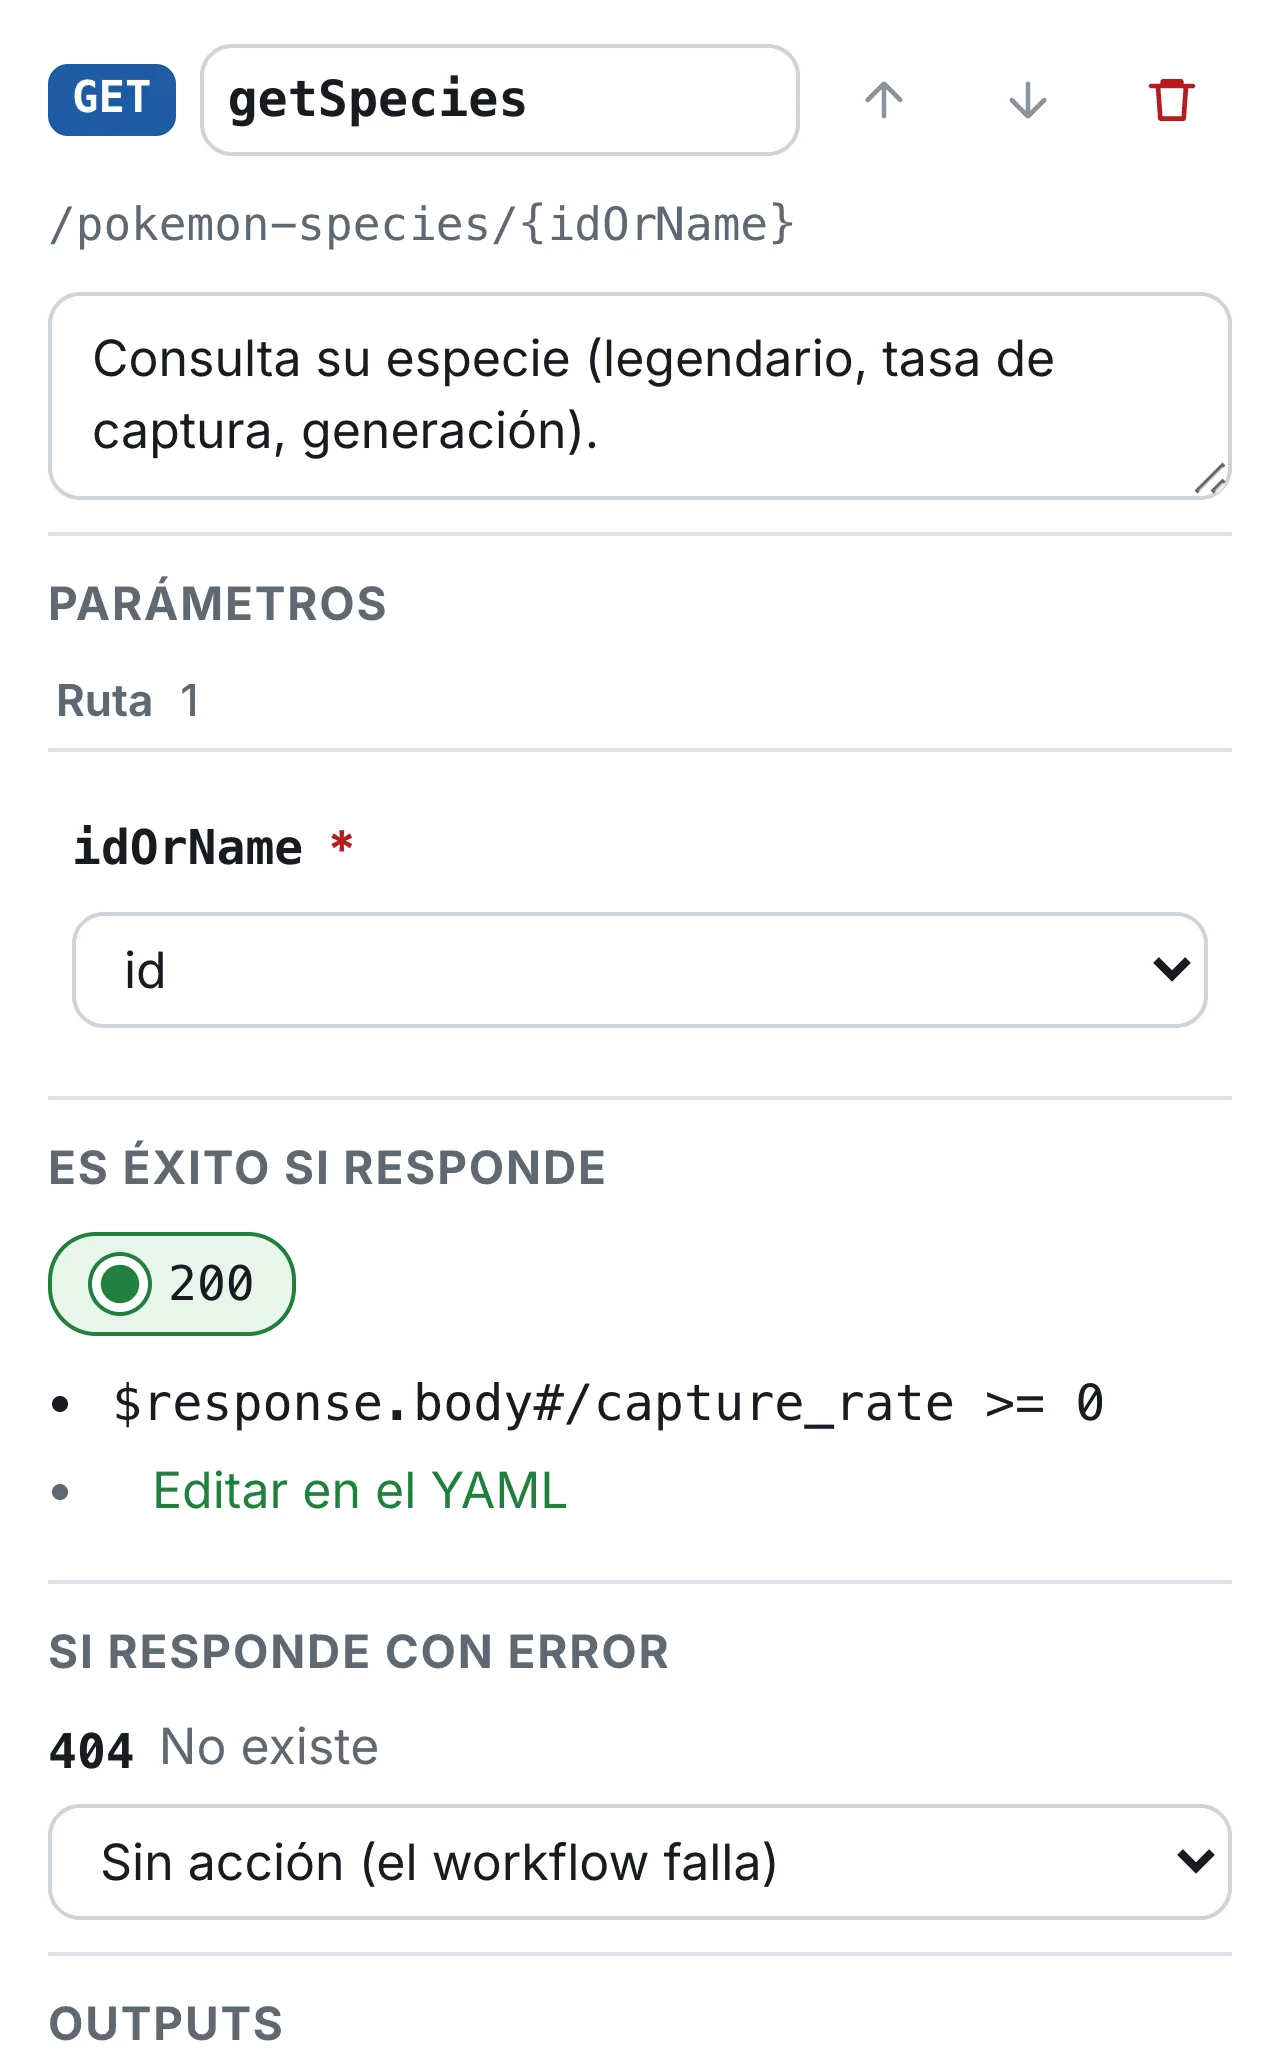 GET getSpecies
/pokemon-species/{idOrName}
Consulta su especie (legendario, tasa de
captura, generación).
PARÁMETROS
Ruta 1
idOrName *
id
ES ÉXITO SI RESPONDE
200
• $response.body#/capture_rate >= 0
• Editar en el YAML
SI RESPONDE CON ERROR
404 No existe
Sin acción (el workflow falla)
OUTPUTS